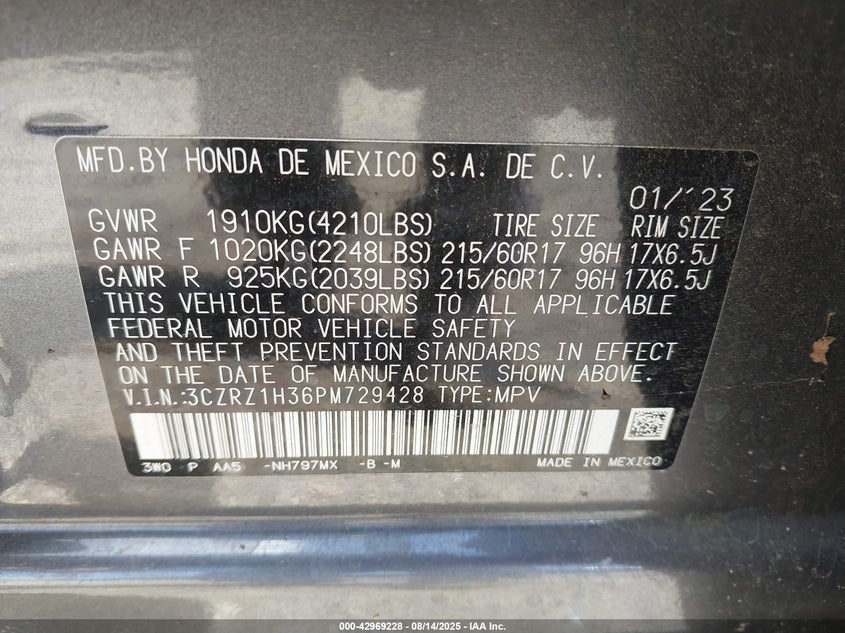 MFD.BY HONDA DE MEXICO S.A. DE C.V.
01/'23
GVWR 1910KG(4210LBS) TIRE SIZE RIM SIZE
GAWR F 1020KG(2248LBS) 215/60R17 96H 17X6.5J
GAWR R 925KG(2039LBS) 215/60R17 96H 17X6.5J
THIS VEHICLE CONFORMS TO ALL APPLICABLE
FEDERAL MOTOR VEHICLE SAFETY
AND THEFT PREVENTION STANDARDS IN EFFECT
ON THE DATE OF MANUFACTURE SHOWN ABOVE.
V.I.N.:3CZRZ1H36PM729428 TYPE:MPV
3W0 P AA5 -NH797MX -B -M MADE IN MEXICO
000-42969228 - 08/14/2025 - IAA Inc.